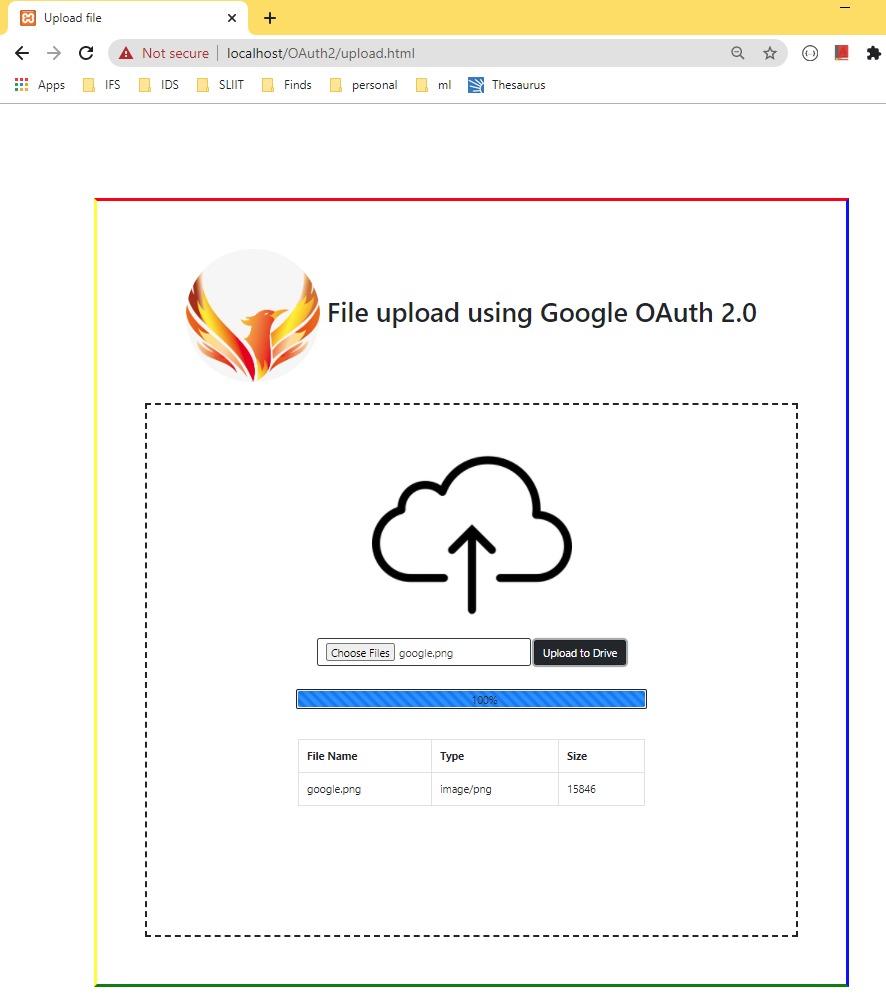 Upload file
Not secure | localhost/OAuth2/upload.html
Apps IFS IDS SLIIT Finds personal ml Thesaurus
File upload using Google OAuth 2.0
Choose Files google.png Upload to Drive
100%
File Name Type Size
google.png image/png 15846